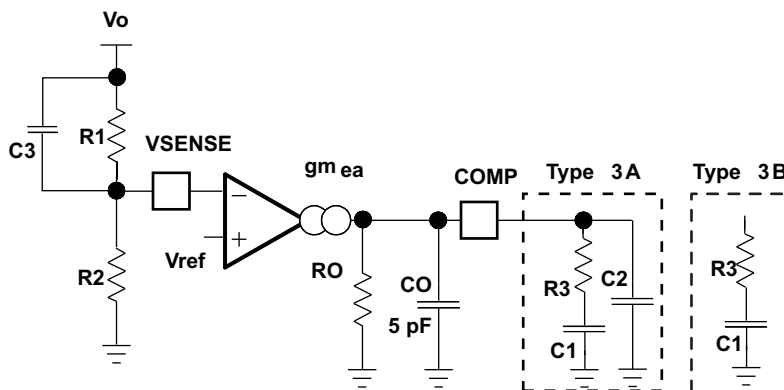 Vo
C3
R1
VSENSE
gm ea
COMP
Type 3A
Type 3B
Vref
R2
RO
CO
5 pF
R3
C2
C1
R3
C1